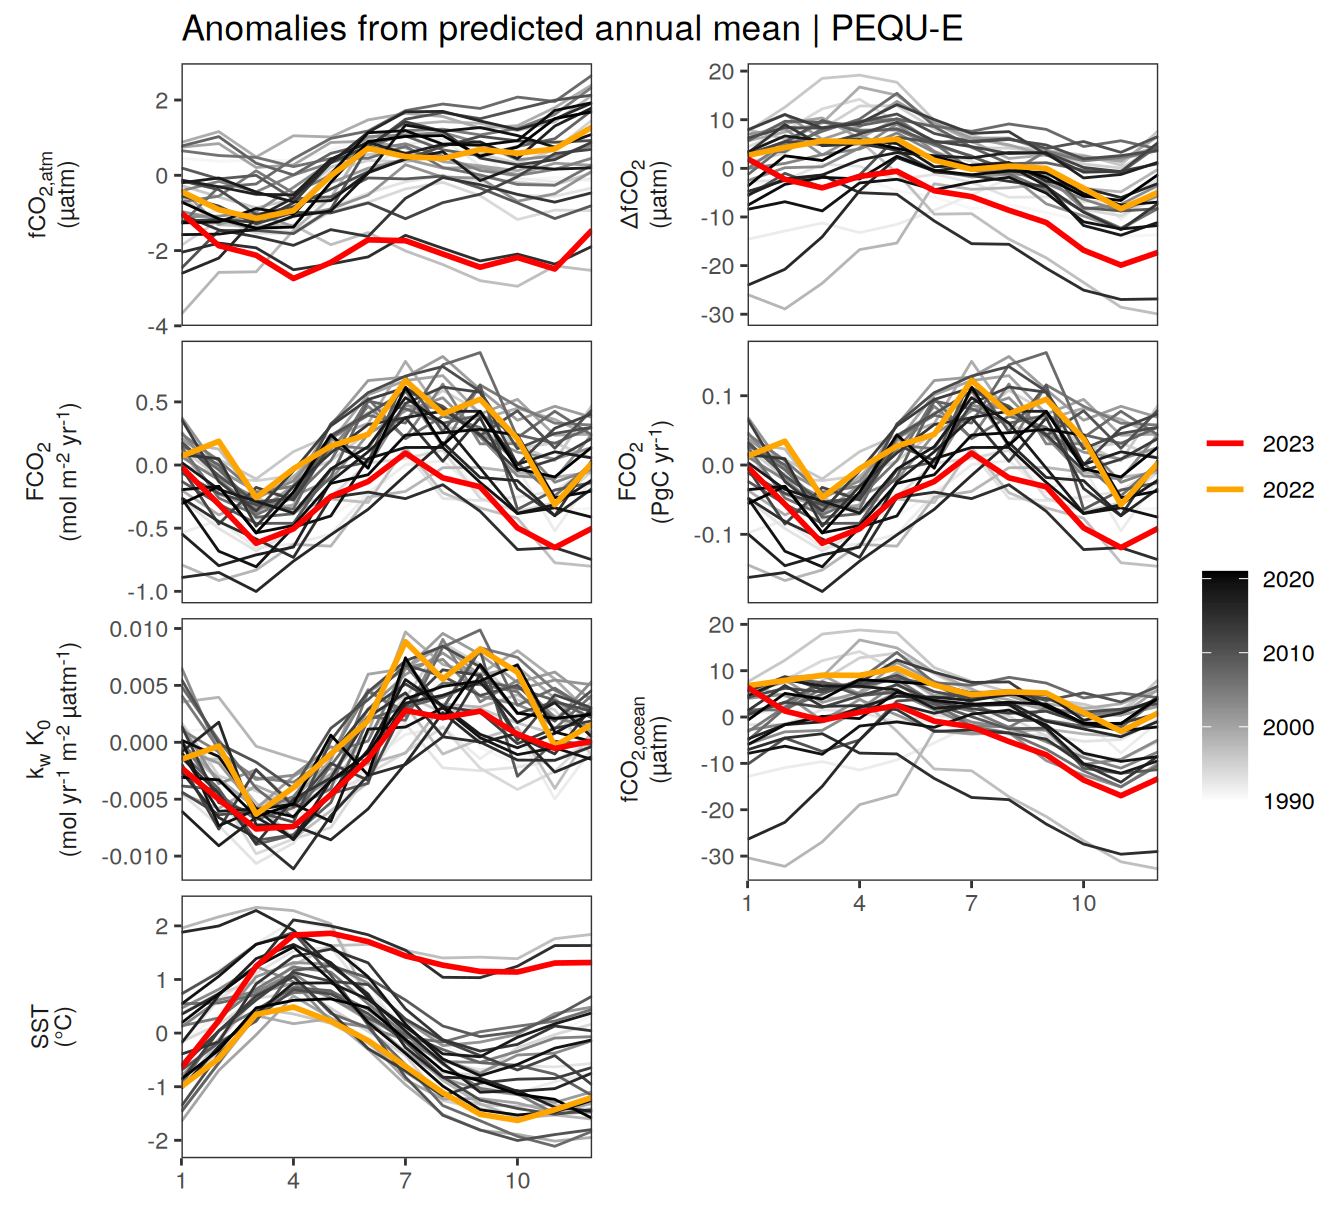 Anomalies from predicted annual mean | PEQU-E
fCO2,atm
(µatm)
2
0
-2
-4
ΔfCO2
(µatm)
20
10
0
-10
-20
-30
FCO2
(mol m-2 yr-1)
0.5
0.0
-0.5
-1.0
FCO2
(PgC yr-1)
0.1
0.0
-0.1
kw K0
(mol yr-1 m-2 µatm-1)
0.010
0.005
0.000
-0.005
-0.010
fCO2,ocean
(µatm)
20
10
0
-10
-20
-30
1 4 7 10
SST
(°C)
2
1
0
-1
-2
1 4 7 10
2023
2022
2020
2010
2000
1990